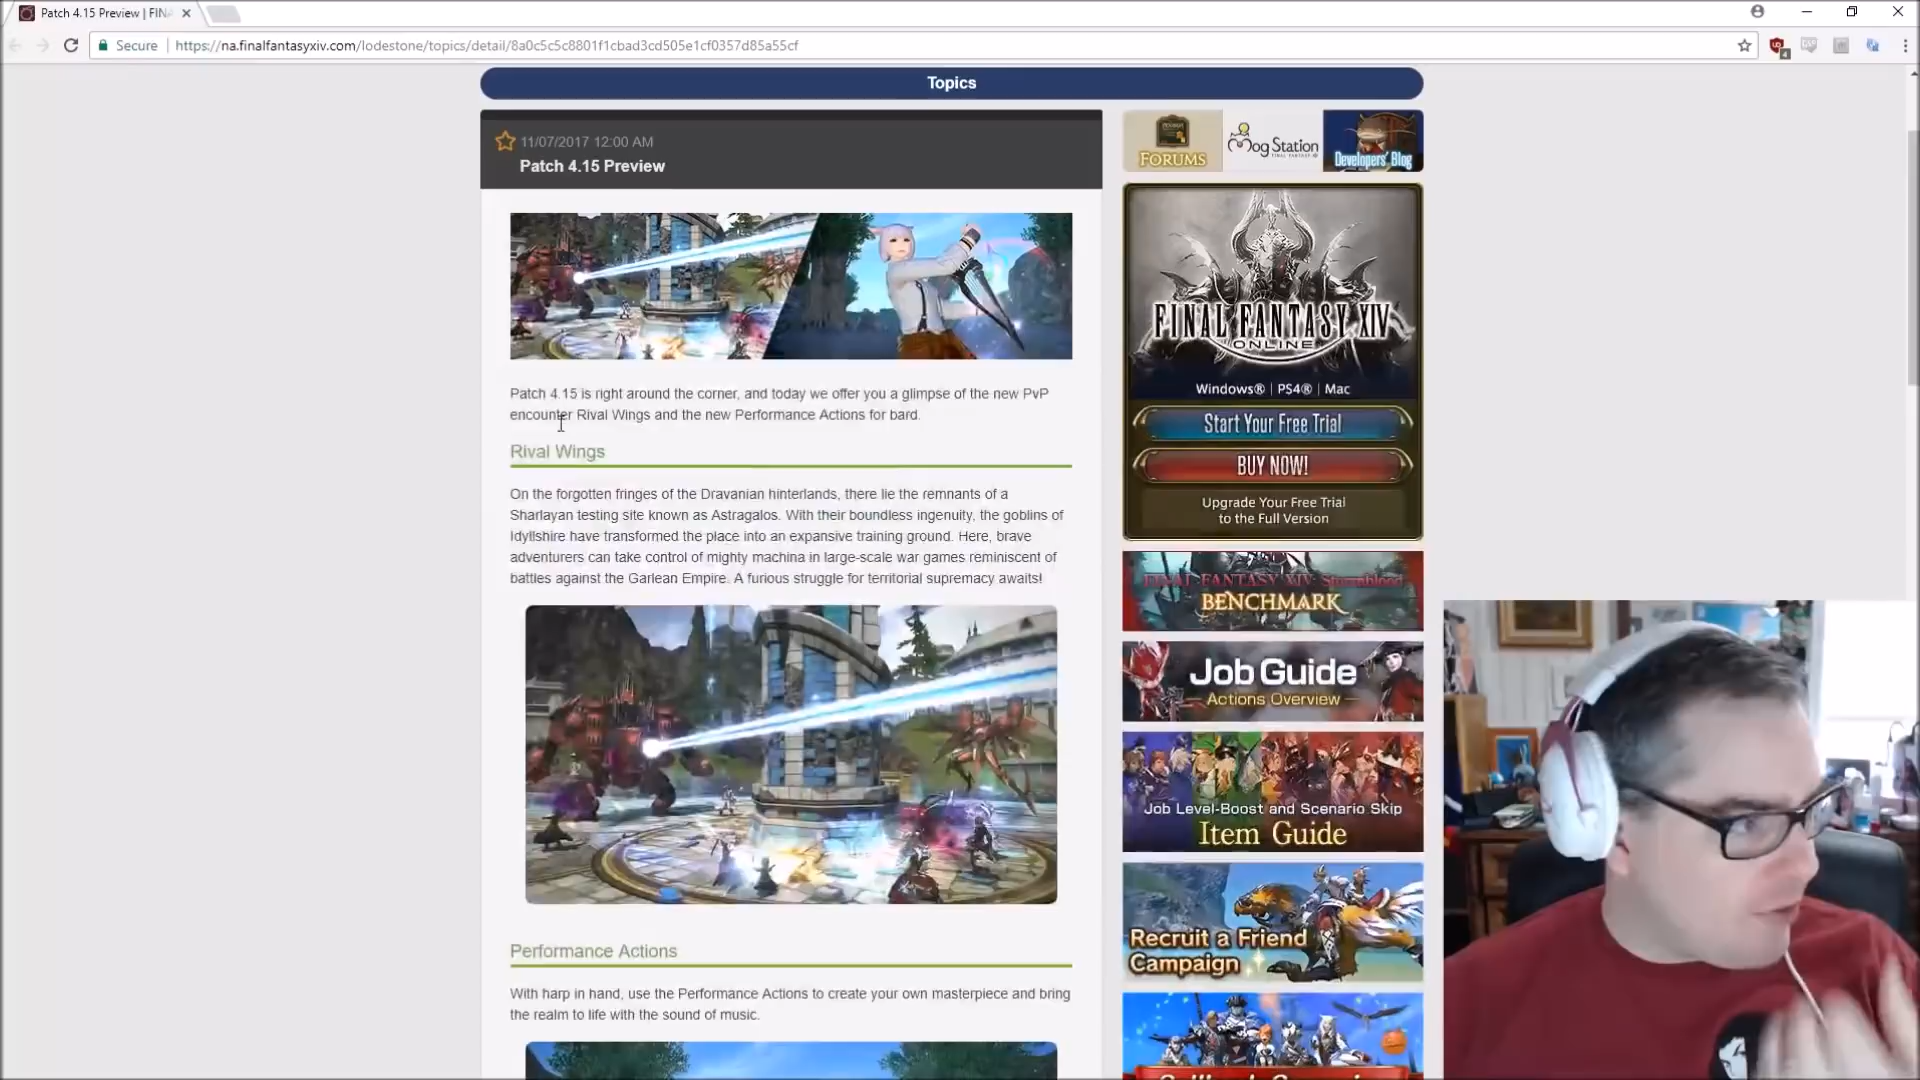 Patch 4.15 Preview | FIN
Secure
https://na.finalfantasyxiv.com/lodestone/topics/detail/8a0c5c5c8801f1cbad3cd505e1cf0357d85a55cf
4
Topics
11/07/2017 12:00 AM
Patch 4.15 Preview
Patch 4.15 is right around the corner, and today we offer you a glimpse of the new PvP
encounter Rival Wings and the new Performance Actions for bard.
Rival Wings
On the forgotten fringes of the Dravanian hinterlands, there lie the remnants of a
Sharlayan testing site known as Astragalos. With their boundless ingenuity, the goblins of
Idyllshire have transformed the place into an expansive training ground. Here, brave
adventurers can take control of mighty machina in large-scale war games reminiscent of
battles against the Garlean Empire. A furious struggle for territorial supremacy awaits!
Performance Actions
With harp in hand, use the Performance Actions to create your own masterpiece and bring
the realm to life with the sound of music.
FORUMS
Mog Station
Developers' Blog
FINAL FANTASY XIV
ONLINE
Windows® | PS4® | Mac
Start Your Free Trial
BUY NOW!
Upgrade Your Free Trial
to the Full Version
FINAL FANTASY XIV: Stormblood
BENCHMARK
Job Guide
Actions Overview
Job Level-Boost and Scenario Skip
Item Guide
Recruit a Friend
Campaign